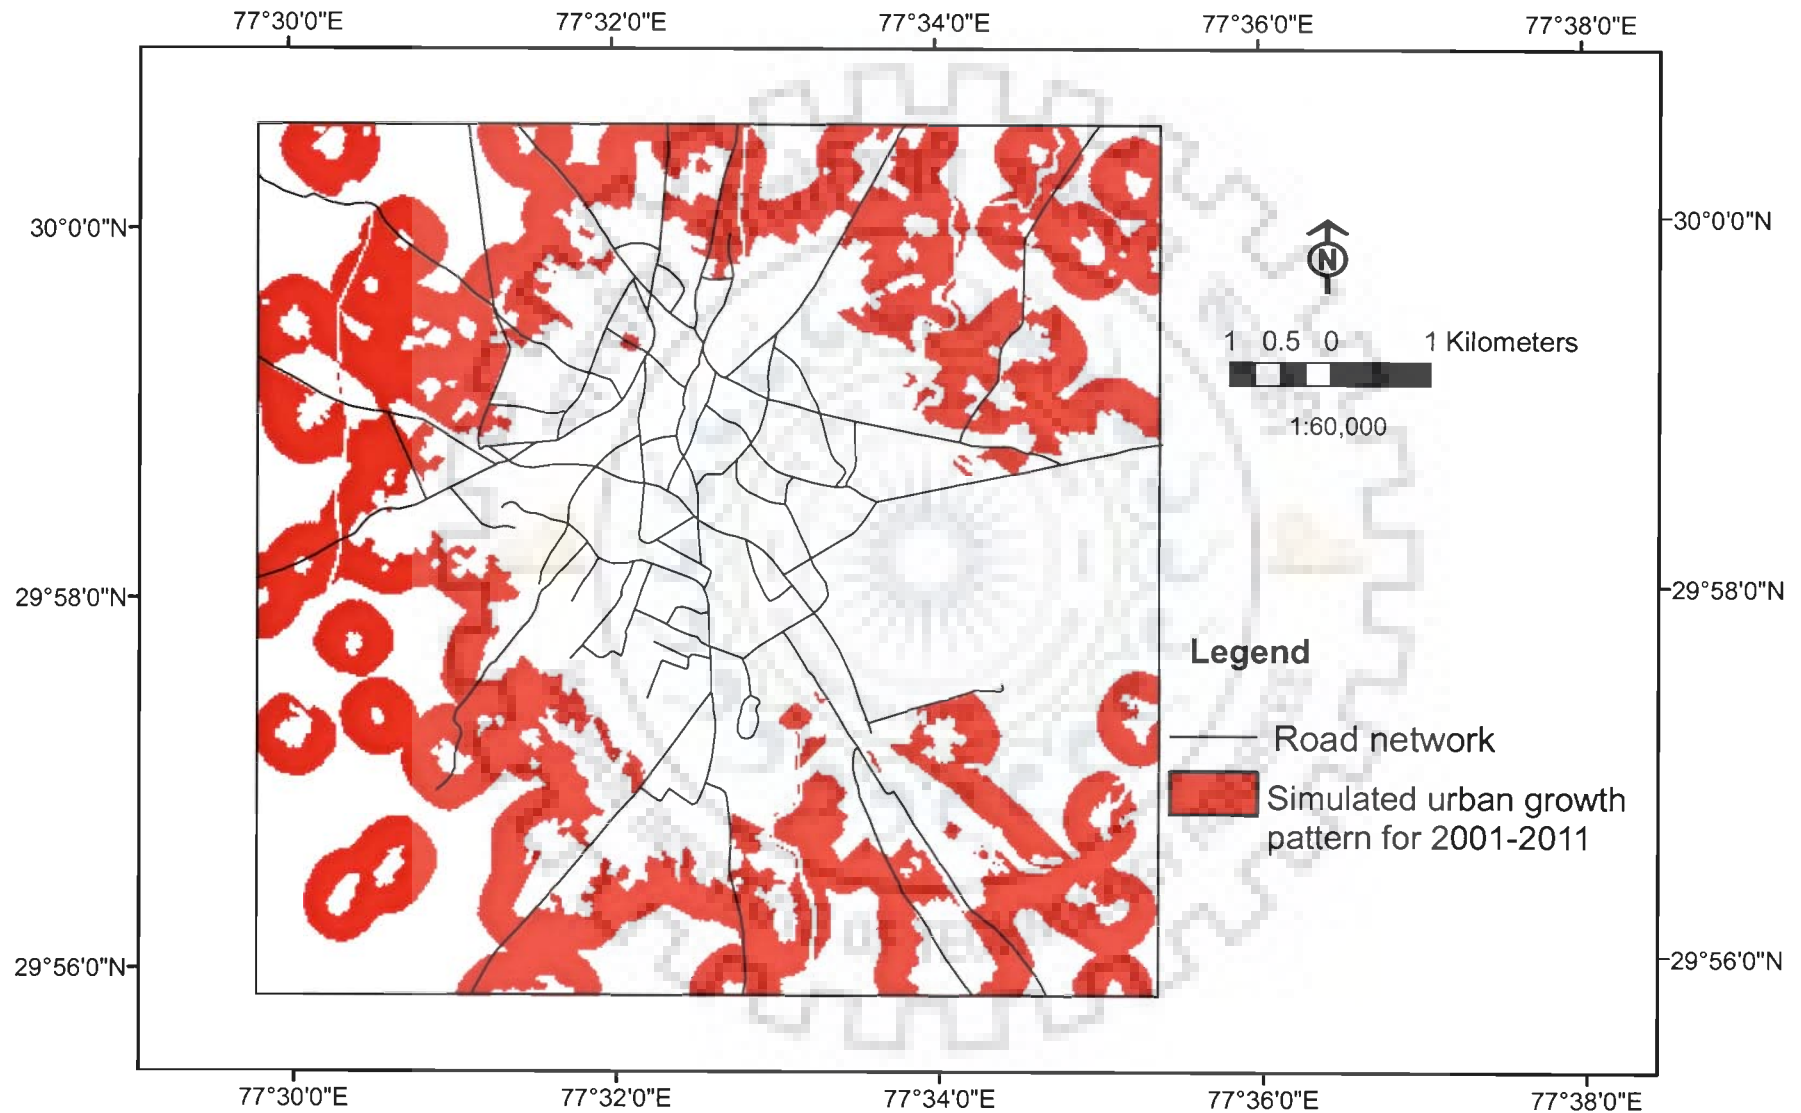 77°30'0"E 77°32'0"E 77°34'0"E 77°36'0"E 77°38'0"E
30°0'0"N 30°0'0"N
N
1 0.5 0 1 Kilometers
1:60,000
29°58'0"N 29°58'0"N
Legend
Road network
Simulated urban growth
pattern for 2001-2011
29°56'0"N 29°56'0"N
77°30'0"E 77°32'0"E 77°34'0"E 77°36'0"E 77°38'0"E